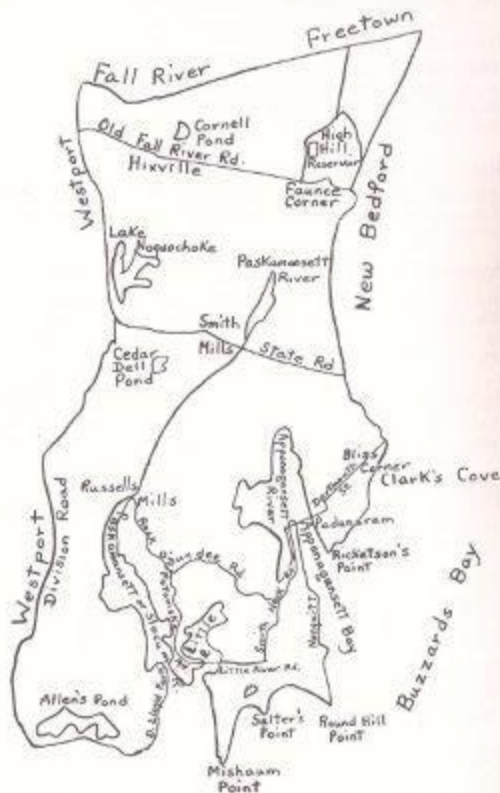 Freetown
Fall River
Cornell
Pond
Old Fall River Rd.
Hixville
High
Hill
Reservoir
Faunce
Corner
Westport
New Bedford
Lake
Noquochoke
Paskamansett
River
Smith
Mills
State Rd
Cedar
Dell
Pond
Bliss
Corner
Clark's Cove
Dartmouth
St.
Apponagansett
River
Padanaram
Russells
Mills
Ricketson's
Point
Apponagansett Bay
Westport
Division Road
Rd
Buzzards Bay
Little
Little River Rd.
Allen's Pond
Salter's
Point
Round Hill
Point
Mishaum
Point